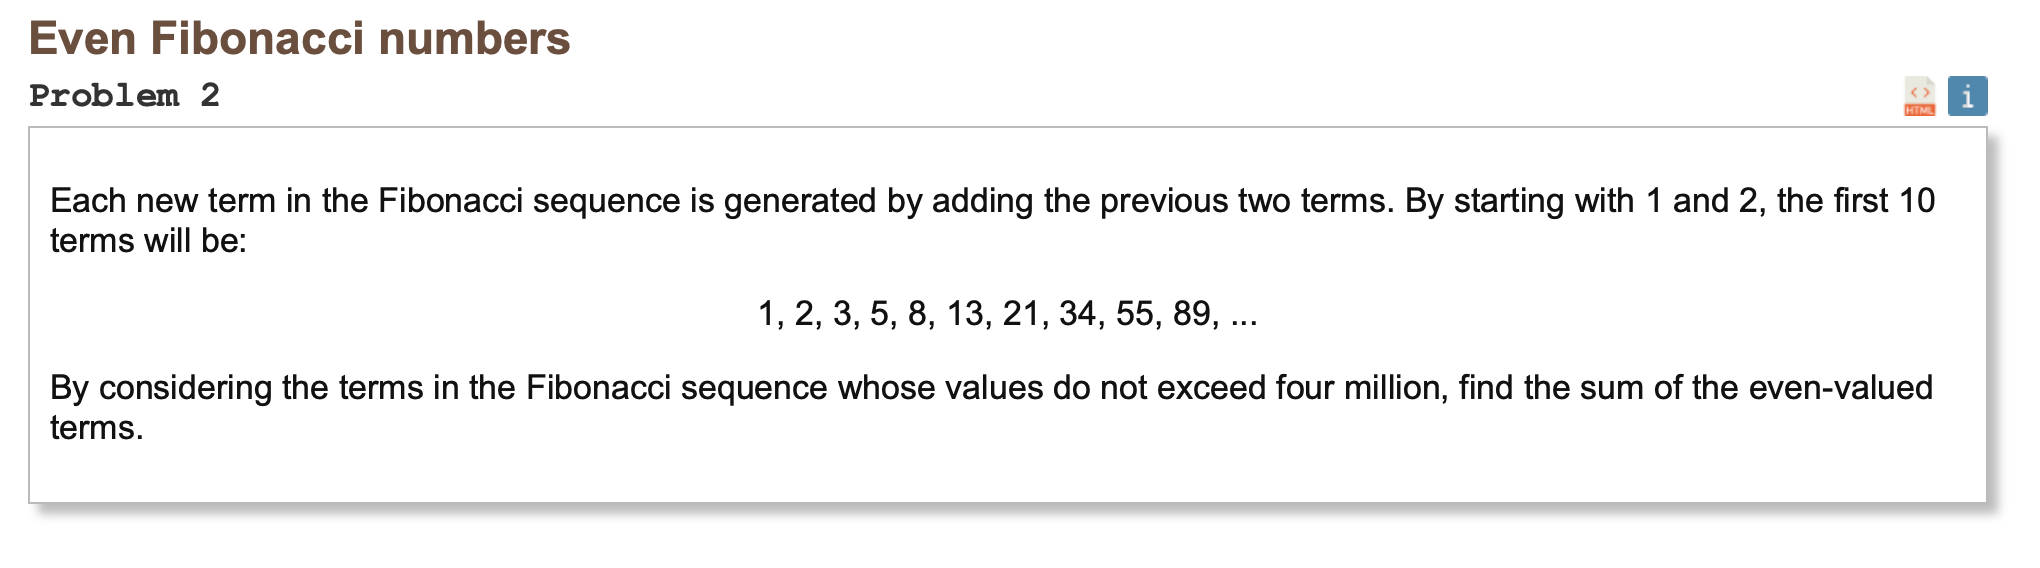 Even Fibonacci numbers
Problem 2
HTML
i
Each new term in the Fibonacci sequence is generated by adding the previous two terms. By starting with 1 and 2, the first 10
terms will be:
1, 2, 3, 5, 8, 13, 21, 34, 55, 89, ...
By considering the terms in the Fibonacci sequence whose values do not exceed four million, find the sum of the even-valued
terms.